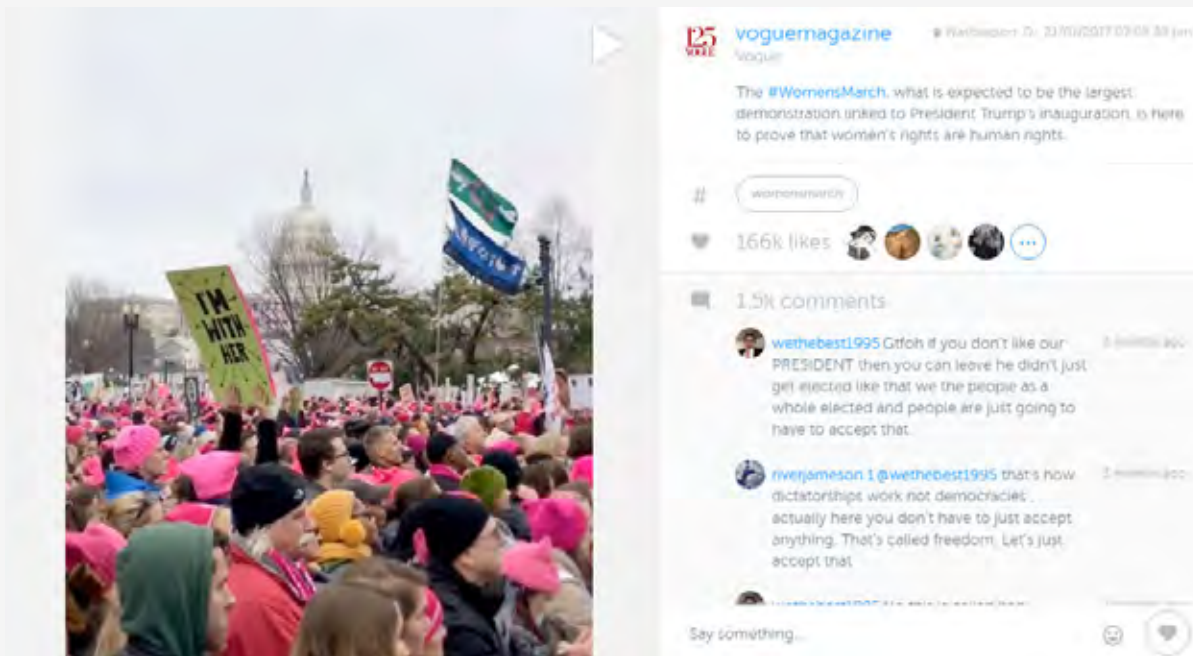 I'M
WITH
HER
125
VOGUE
voguemagazine
Vogue
The #WomensMarch, what is expected to be the largest
demonstration linked to President Trump's inauguration, is here
to prove that women's rights are human rights.
#
womensmarch
166k likes
1.5k comments
wethebest1995 Gtfoh if you don't like our
PRESIDENT then you can leave he didn't just
get elected like that we the people as a
whole elected and people are just going to
have to accept that
riverjameson 1 @wethebest1995 that's how
dictatorships work not democracies ,
actually here you don't have to just accept
anything. That's called freedom. Let's just
accept that
Say something...